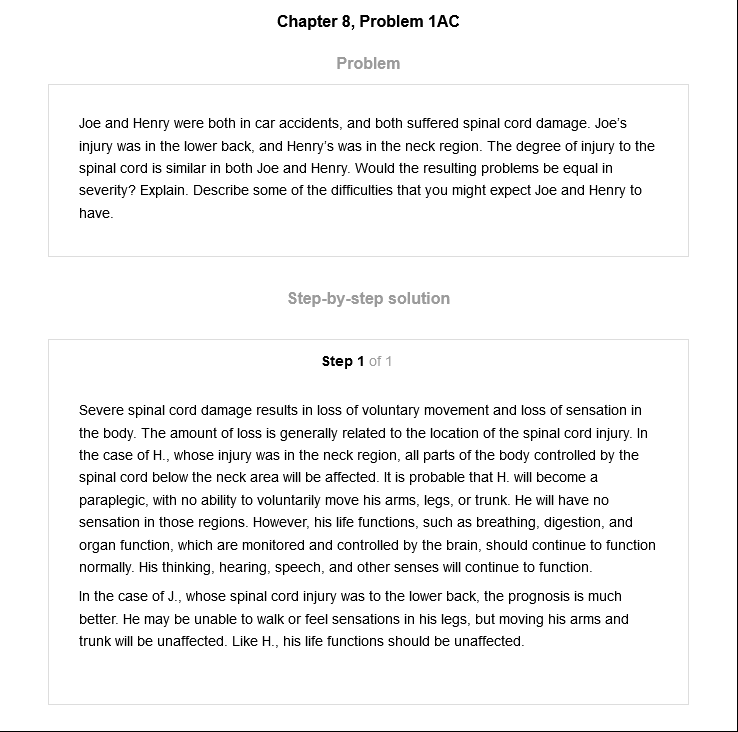 Chapter 8, Problem 1AC
Problem
Joe and Henry were both in car accidents, and both suffered spinal cord damage. Joe’s
injury was in the lower back, and Henry’s was in the neck region. The degree of injury to the
spinal cord is similar in both Joe and Henry. Would the resulting problems be equal in
severity? Explain. Describe some of the difficulties that you might expect Joe and Henry to
have.
Step-by-step solution
Step 1 of 1
Severe spinal cord damage results in loss of voluntary movement and loss of sensation in
the body. The amount of loss is generally related to the location of the spinal cord injury. In
the case of H., whose injury was in the neck region, all parts of the body controlled by the
spinal cord below the neck area will be affected. It is probable that H. will become a
paraplegic, with no ability to voluntarily move his arms, legs, or trunk. He will have no
sensation in those regions. However, his life functions, such as breathing, digestion, and
organ function, which are monitored and controlled by the brain, should continue to function
normally. His thinking, hearing, speech, and other senses will continue to function.
In the case of J., whose spinal cord injury was to the lower back, the prognosis is much
better. He may be unable to walk or feel sensations in his legs, but moving his arms and
trunk will be unaffected. Like H., his life functions should be unaffected.